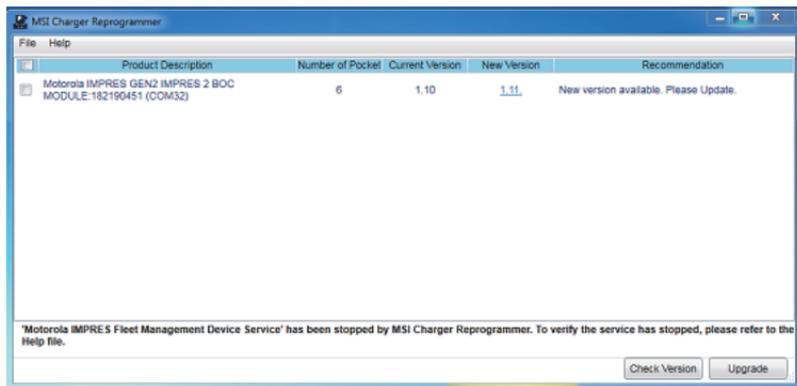 MSI Charger Reprogrammer
File Help
Product Description Number of Pocket Current Version New Version Recommendation
Motorola IMPRES GEN2 IMPRES 2 BOC
MODULE:182190451 (COM32) 6 1.10 1.11. New version available. Please Update.
'Motorola IMPRES Fleet Management Device Service' has been stopped by MSI Charger Reprogrammer. To verify the service has stopped, please refer to the
Help file.
Check Version Upgrade